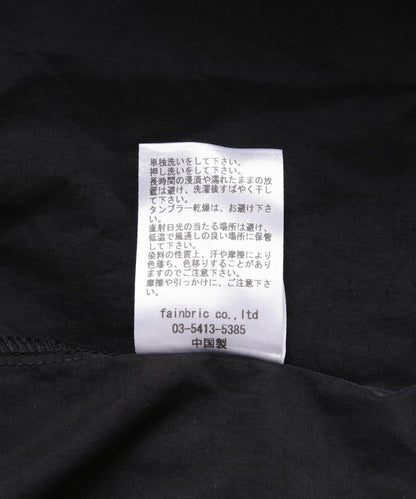 単独洗いをして下さい。
押し洗いをして下さい。
長時間の浸漬や濡れたままの放
置は避け、洗濯後すばやく干し
て下さい。
タンブラー乾燥は、お避け下さ
い。
直射日光の当たる場所は避け、
低温で風通しの良い場所に保管
して下さい。
染料の性質上、汗や摩擦により
色落ち、色移りすることがあり
ますのでご注意下さい。
摩擦や引っかけに、ご注意下さ
い。
fainbric co.,ltd
03-5413-5385
中国製